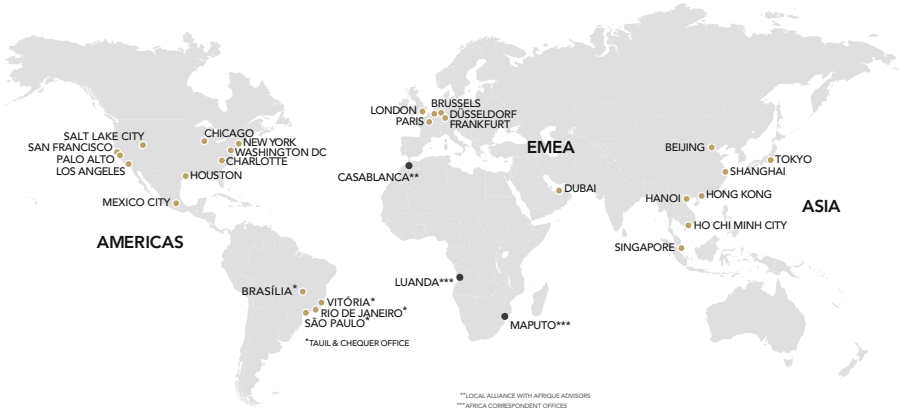 LONDON
BRUSSELS
DÜSSELDORF
PARIS
FRANKFURT
SALT LAKE CITY
CHICAGO
NEW YORK
SAN FRANCISCO
WASHINGTON DC
PALO ALTO
CHARLOTTE
LOS ANGELES
HOUSTON
MEXICO CITY
EMEA
BEIJING
TOKYO
SHANGHAI
CASABLANCA**
DUBAI
HANOI
HONG KONG
ASIA
HO CHI MINH CITY
AMERICAS
SINGAPORE
LUANDA***
BRASÍLIA*
VITÓRIA*
RIO DE JANEIRO*
SÃO PAULO*
MAPUTO***
*TAUIL & CHEQUER OFFICE
**LOCAL ALLIANCE WITH AFRIQUE ADVISORS
***AFRICA CORRESPONDENT OFFICES